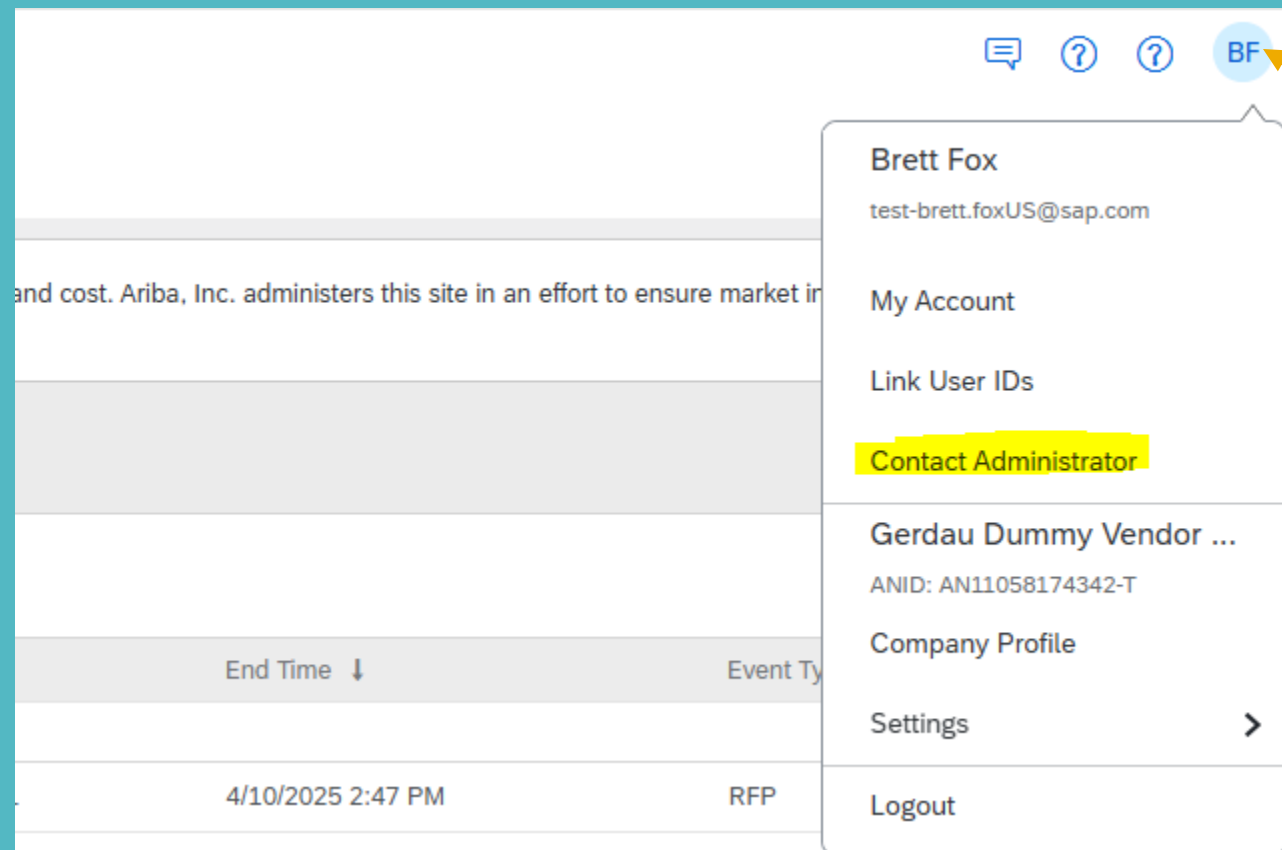 BF
Brett Fox
test-brett.foxUS@sap.com
and cost. Ariba, Inc. administers this site in an effort to ensure market
My Account
Link User IDs
Contact Administrator
Gerdau Dummy Vendor ...
ANID: AN11058174342-T
Company Profile
End Time ↓ Event Ty
Settings
4/10/2025 2:47 PM RFP
Logout